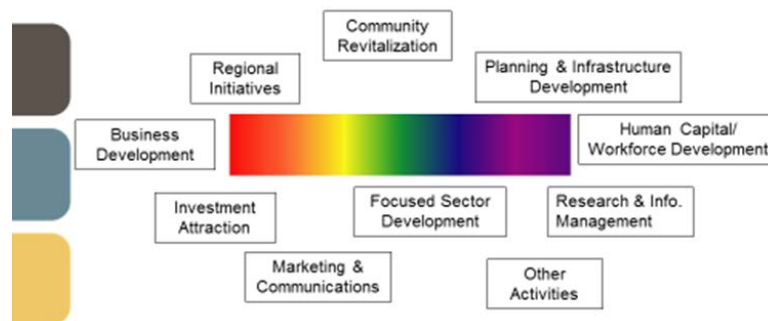 Community
Revitalization
Regional
Initiatives
Planning & Infrastructure
Development
Business
Development
Human Capital/
Workforce Development
Investment
Attraction
Focused Sector
Development
Research & Info.
Management
Marketing &
Communications
Other
Activities